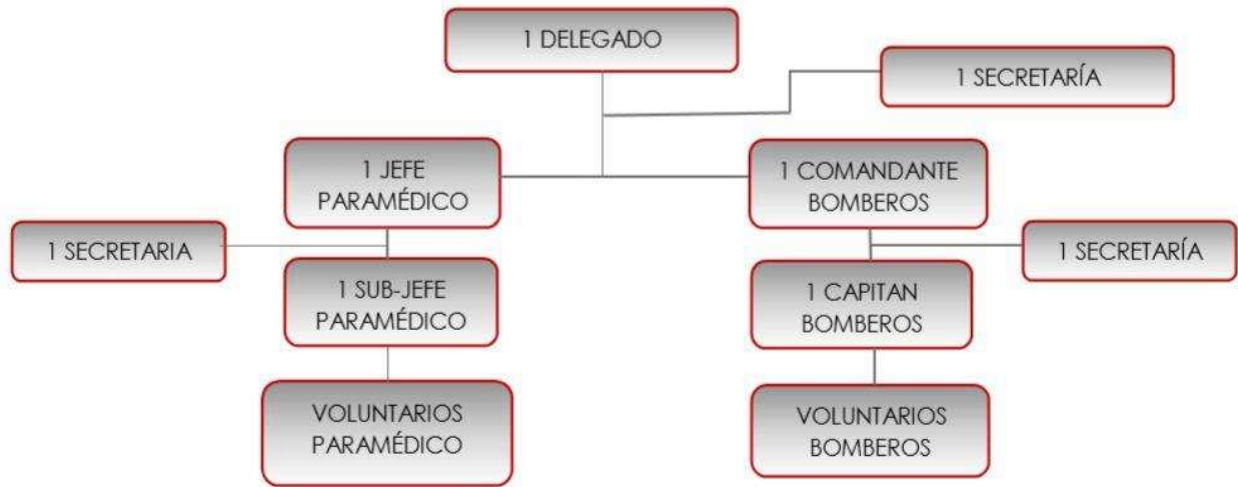 1 DELEGADO
1 SECRETARÍA
1 JEFE
PARAMÉDICO
1 COMANDANTE
BOMBEROS
1 SECRETARIA
1 SECRETARÍA
1 SUB-JEFE
PARAMÉDICO
1 CAPITAN
BOMBEROS
VOLUNTARIOS
PARAMÉDICO
VOLUNTARIOS
BOMBEROS